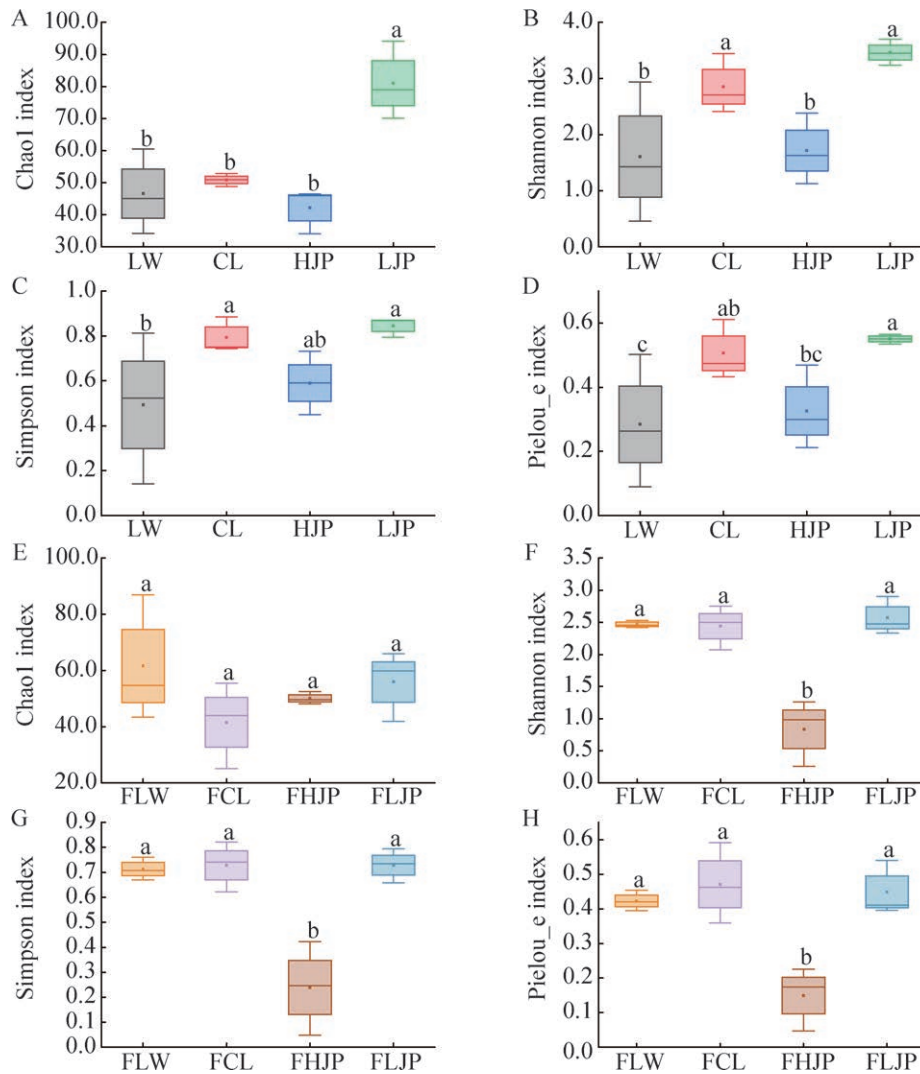 A
100.0
90.0
80.0
70.0
60.0
50.0
40.0
30.0
Chao1 index
b
b
b
a
LW CL HJP LJP
B
4.0
3.0
2.0
1.0
0.0
Shannon index
b
a
b
a
LW CL HJP LJP
C
1.0
0.8
0.6
0.4
0.2
0.0
Simpson index
b
a
ab
a
LW CL HJP LJP
D
0.6
0.4
0.2
0.0
Pielou_e index
c
ab
bc
a
LW CL HJP LJP
E
100.0
80.0
60.0
40.0
20.0
Chao1 index
a
a
a
a
FLW FCL FHJP FLJP
F
3.5
3.0
2.5
2.0
1.5
1.0
0.5
0.0
Shannon index
a
a
b
a
FLW FCL FHJP FLJP
G
0.9
0.8
0.7
0.6
0.5
0.4
0.3
0.2
0.1
0.0
Simpson index
a
a
b
a
FLW FCL FHJP FLJP
H
0.6
0.5
0.4
0.3
0.2
0.1
0.0
Pielou_e index
a
a
b
a
FLW FCL FHJP FLJP